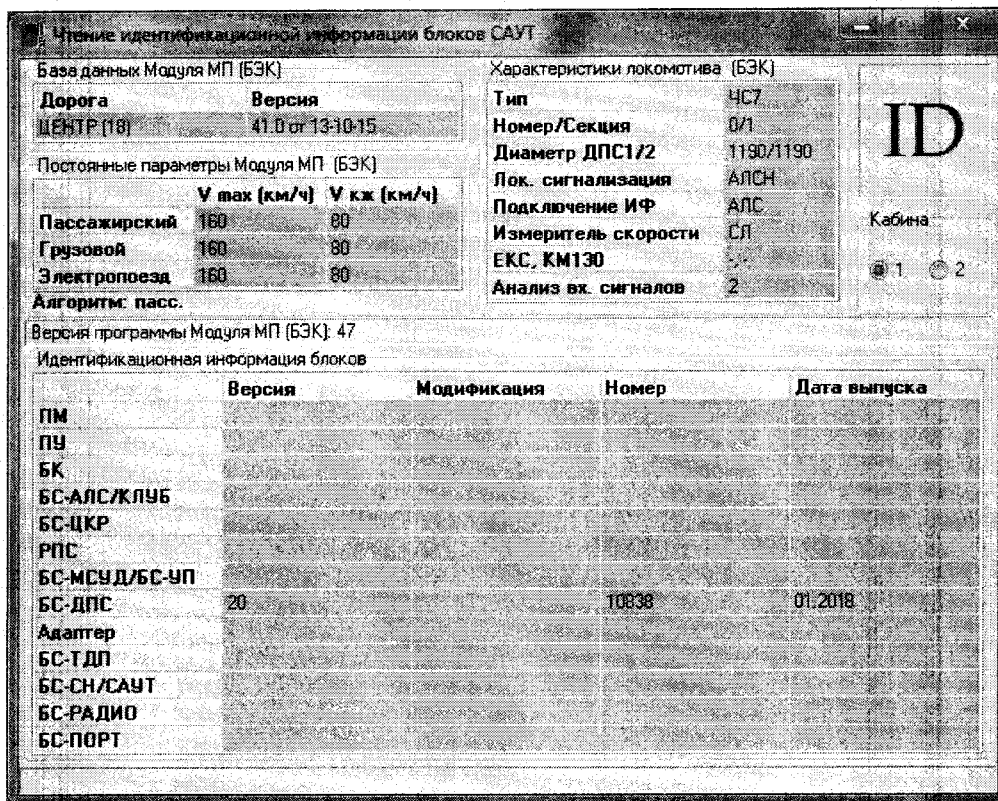 Чтение идентификационной информации блоков САУТ
База данных Модуля МП (БЭК)
Дорога Версия
ЦЕНТР (18) 41.0 от 13-10-15
Постоянные параметры Модуля МП (БЭК)
V max (км/ч) V кж (км/ч)
Пассажирский 160 80
Грузовой 160 80
Электропоезд 160 80
Алгоритм: пасс.
Характеристики локомотива (БЭК)
Тип ЧС7
Номер/Секция 0/1
Диаметр ДПС1/2 1190/1190
Лок. сигнализация АЛСН
Подключение ИФ АЛС
Измеритель скорости СЛ
ЕКС, КМ130 -, -
Анализ вх. сигналов 2
ID
Кабина
1 2
Версия программы Модуля МП (БЭК): 47
Идентификационная информация блоков
Версия Модификация Номер Дата выпуска
ПМ
ПУ
БК
БС-АЛС/КЛУБ
БС-ЦКР
РПС
БС-МСУД/БС-УП
БС-ДПС 20 10838 01.2018
Адаптер
БС-ТДП
БС-СН/САУТ
БС-РАДИО
БС-ПОРТ